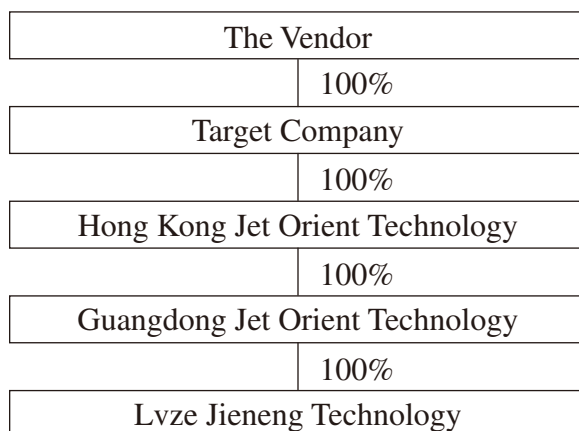 The Vendor
100%
Target Company
100%
Hong Kong Jet Orient Technology
100%
Guangdong Jet Orient Technology
100%
Lvze Jieneng Technology